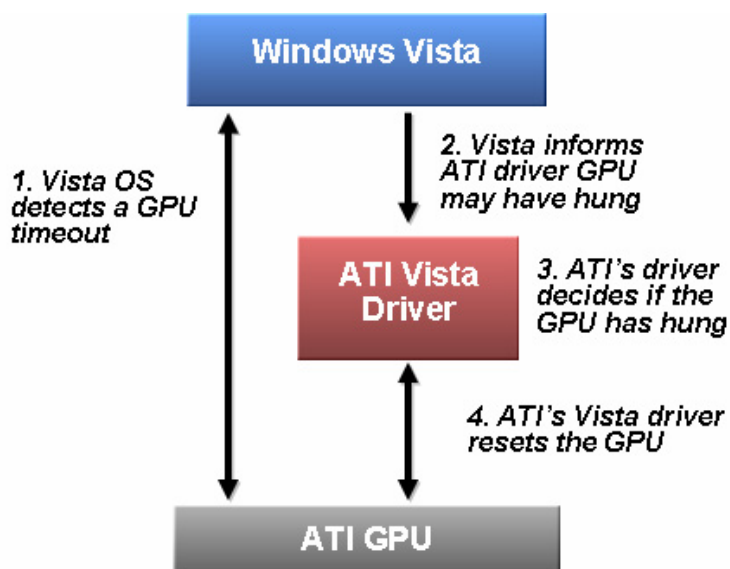 Windows Vista
1. Vista OS
detects a GPU
timeout
2. Vista informs
ATI driver GPU
may have hung
ATI Vista
Driver
3. ATI's driver
decides if the
GPU has hung
4. ATI's Vista driver
resets the GPU
ATI GPU